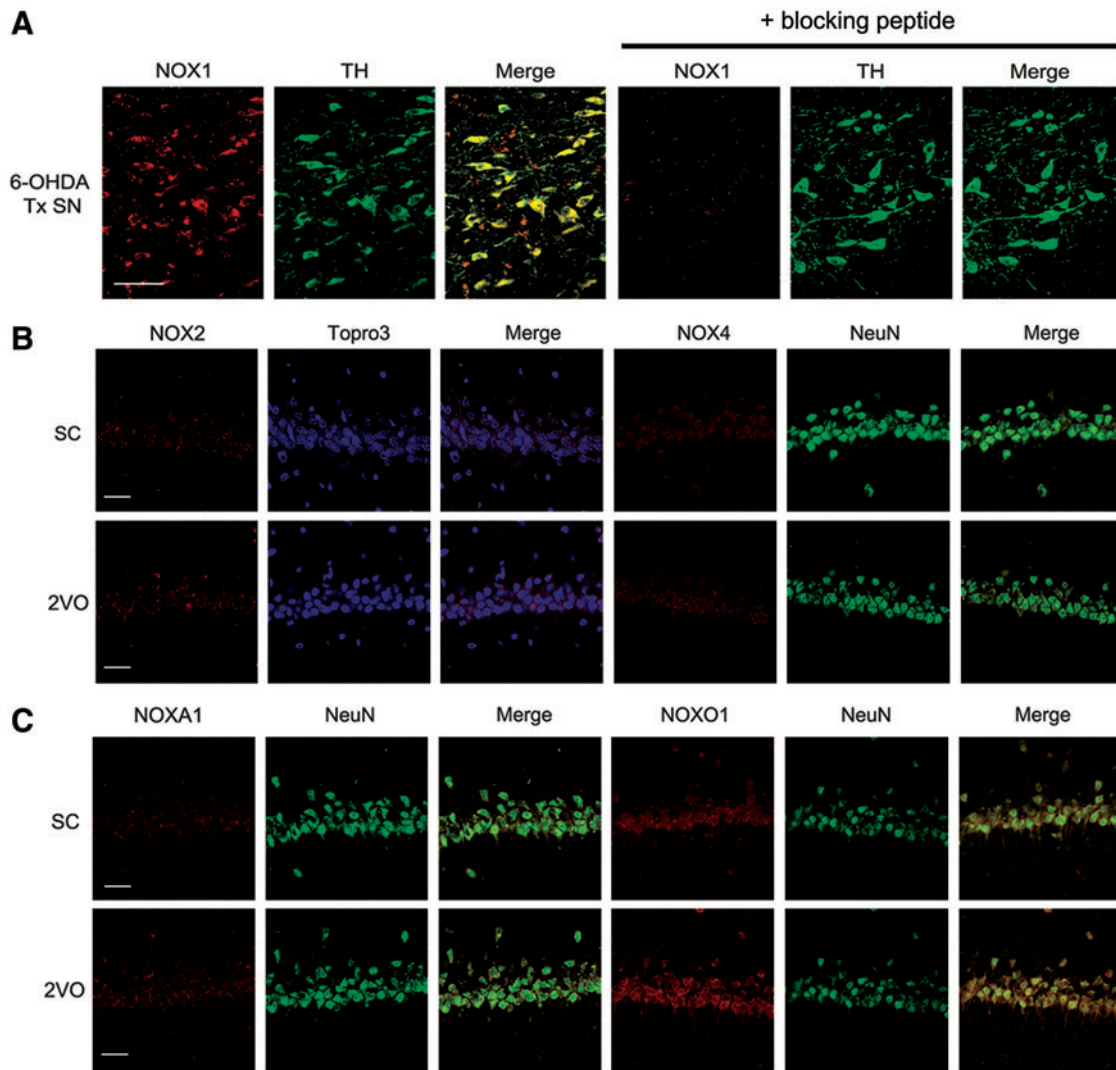 A
+ blocking peptide
NOX1 TH Merge NOX1 TH Merge
6-OHDA
Tx SN
B
NOX2 Topro3 Merge NOX4 NeuN Merge
SC
2VO
C
NOXA1 NeuN Merge NOXO1 NeuN Merge
SC
2VO